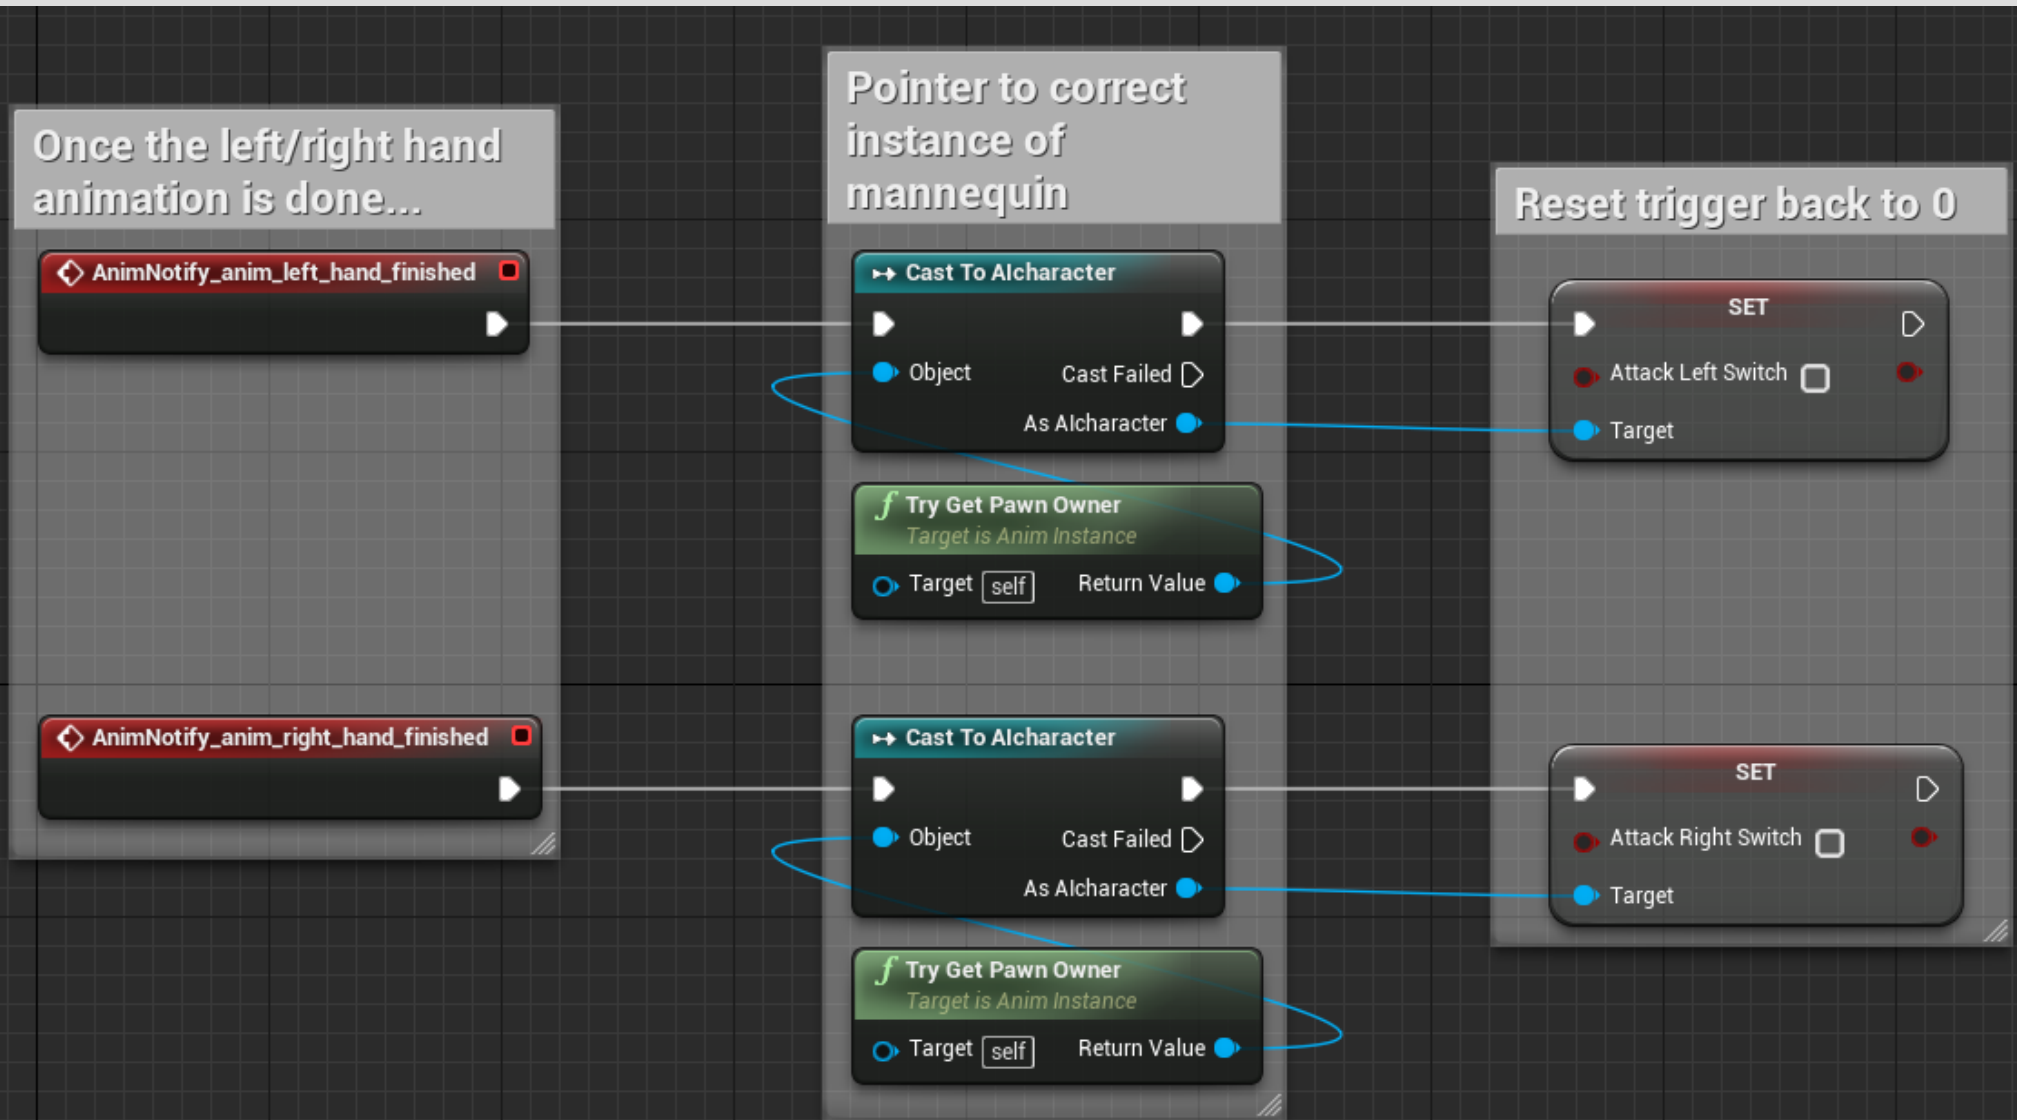 Once the left/right hand
animation is done...
AnimNotify_anim_left_hand_finished
AnimNotify_anim_right_hand_finished
Pointer to correct
instance of
mannequin
Cast To AIcharacter
Object
Cast Failed
As AIcharacter
f Try Get Pawn Owner
Target is Anim Instance
Target self Return Value
Cast To AIcharacter
Object
Cast Failed
As AIcharacter
f Try Get Pawn Owner
Target is Anim Instance
Target self Return Value
Reset trigger back to 0
SET
Attack Left Switch
Target
SET
Attack Right Switch
Target